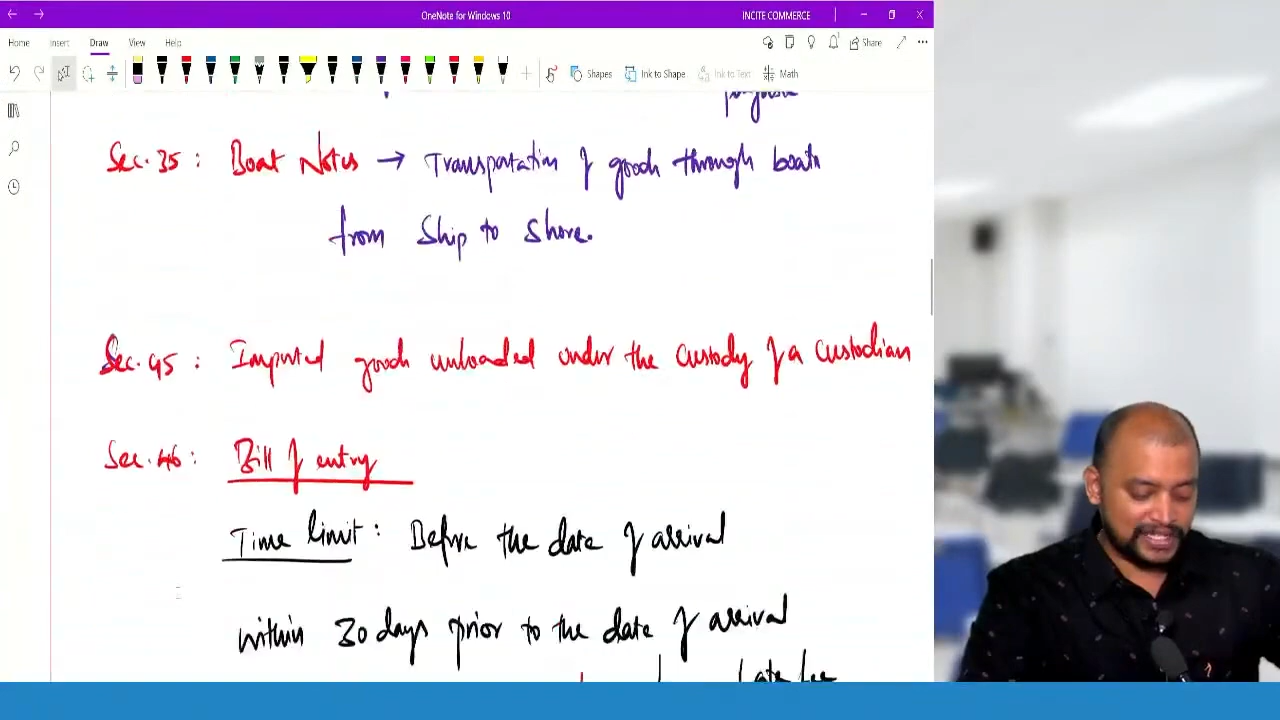 OneNote for Windows 10
INCITE COMMERCE
Home Insert Draw View Help
Share
Shapes
Ink to Shape
Ink to Text
Math
Sec. 35 : Boat Notes → Transportation of goods through boats
from Ship to Shore.
Sec. 45 : Imported goods unloaded under the custody of a custodian
Sec. 46 : Bill of entry
Time limit : Before the date of arrival
within 30 days prior to the date of arrival
Late fee